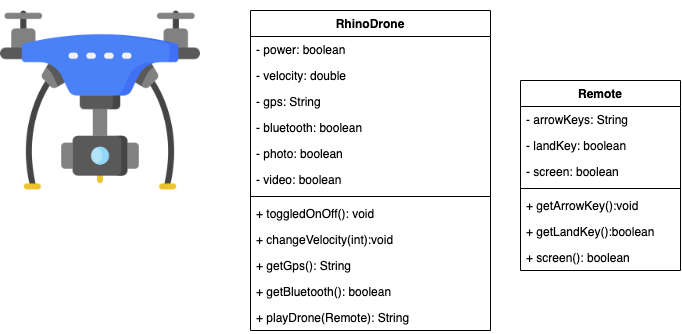 RhinoDrone
- power: boolean
- velocity: double
- gps: String
- bluetooth: boolean
- photo: boolean
- video: boolean
+ toggledOnOff(): void
+ changeVelocity(int):void
+ getGps(): String
+ getBluetooth(): boolean
+ playDrone(Remote): String
Remote
- arrowKeys: String
- landKey: boolean
- screen: boolean
+ getArrowKey():void
+ getLandKey():boolean
+ screen(): boolean